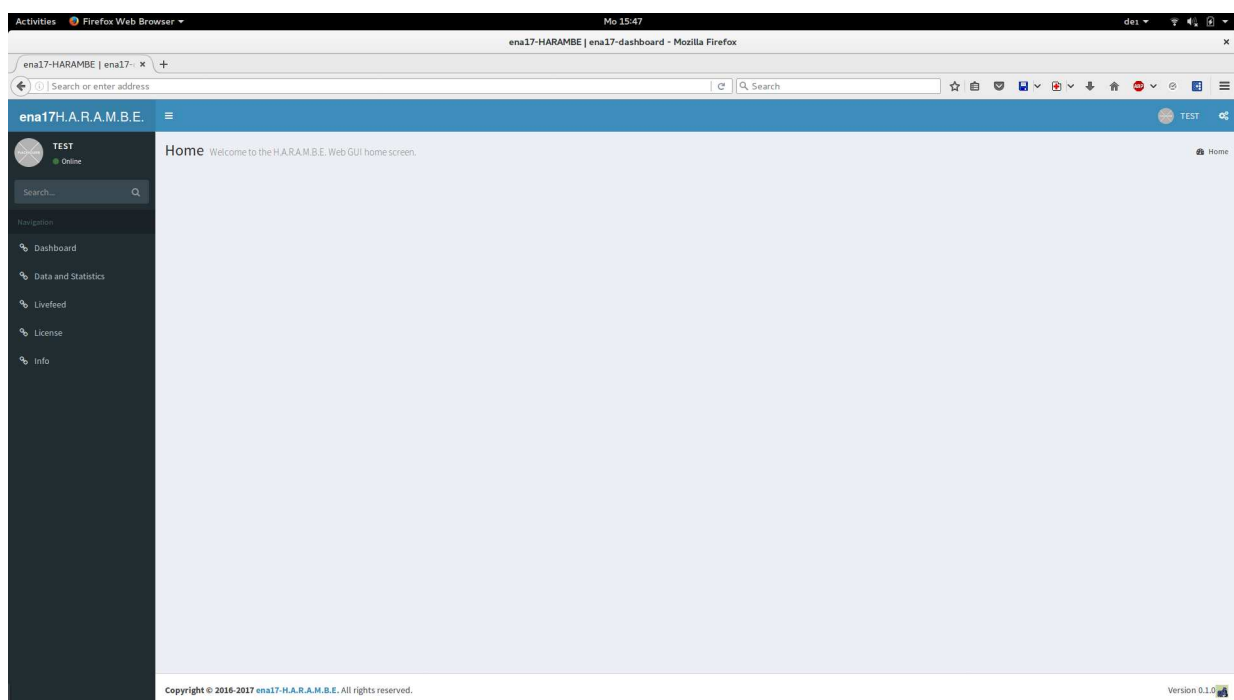 Activities Firefox Web Browser Mo 15:47 de1
ena17-HARAMBE | ena17-dashboard - Mozilla Firefox
ena17-HARAMBE | ena17-
Search or enter address Search
ena17H.A.R.A.M.B.E. TEST
TEST
Online
Home Welcome to the H.A.R.A.M.B.E. Web GUI home screen. Home
Search...
Navigation
Dashboard
Data and Statistics
Livefeed
License
Info
Copyright © 2016-2017 ena17-H.A.R.A.M.B.E. All rights reserved. Version 0.1.0